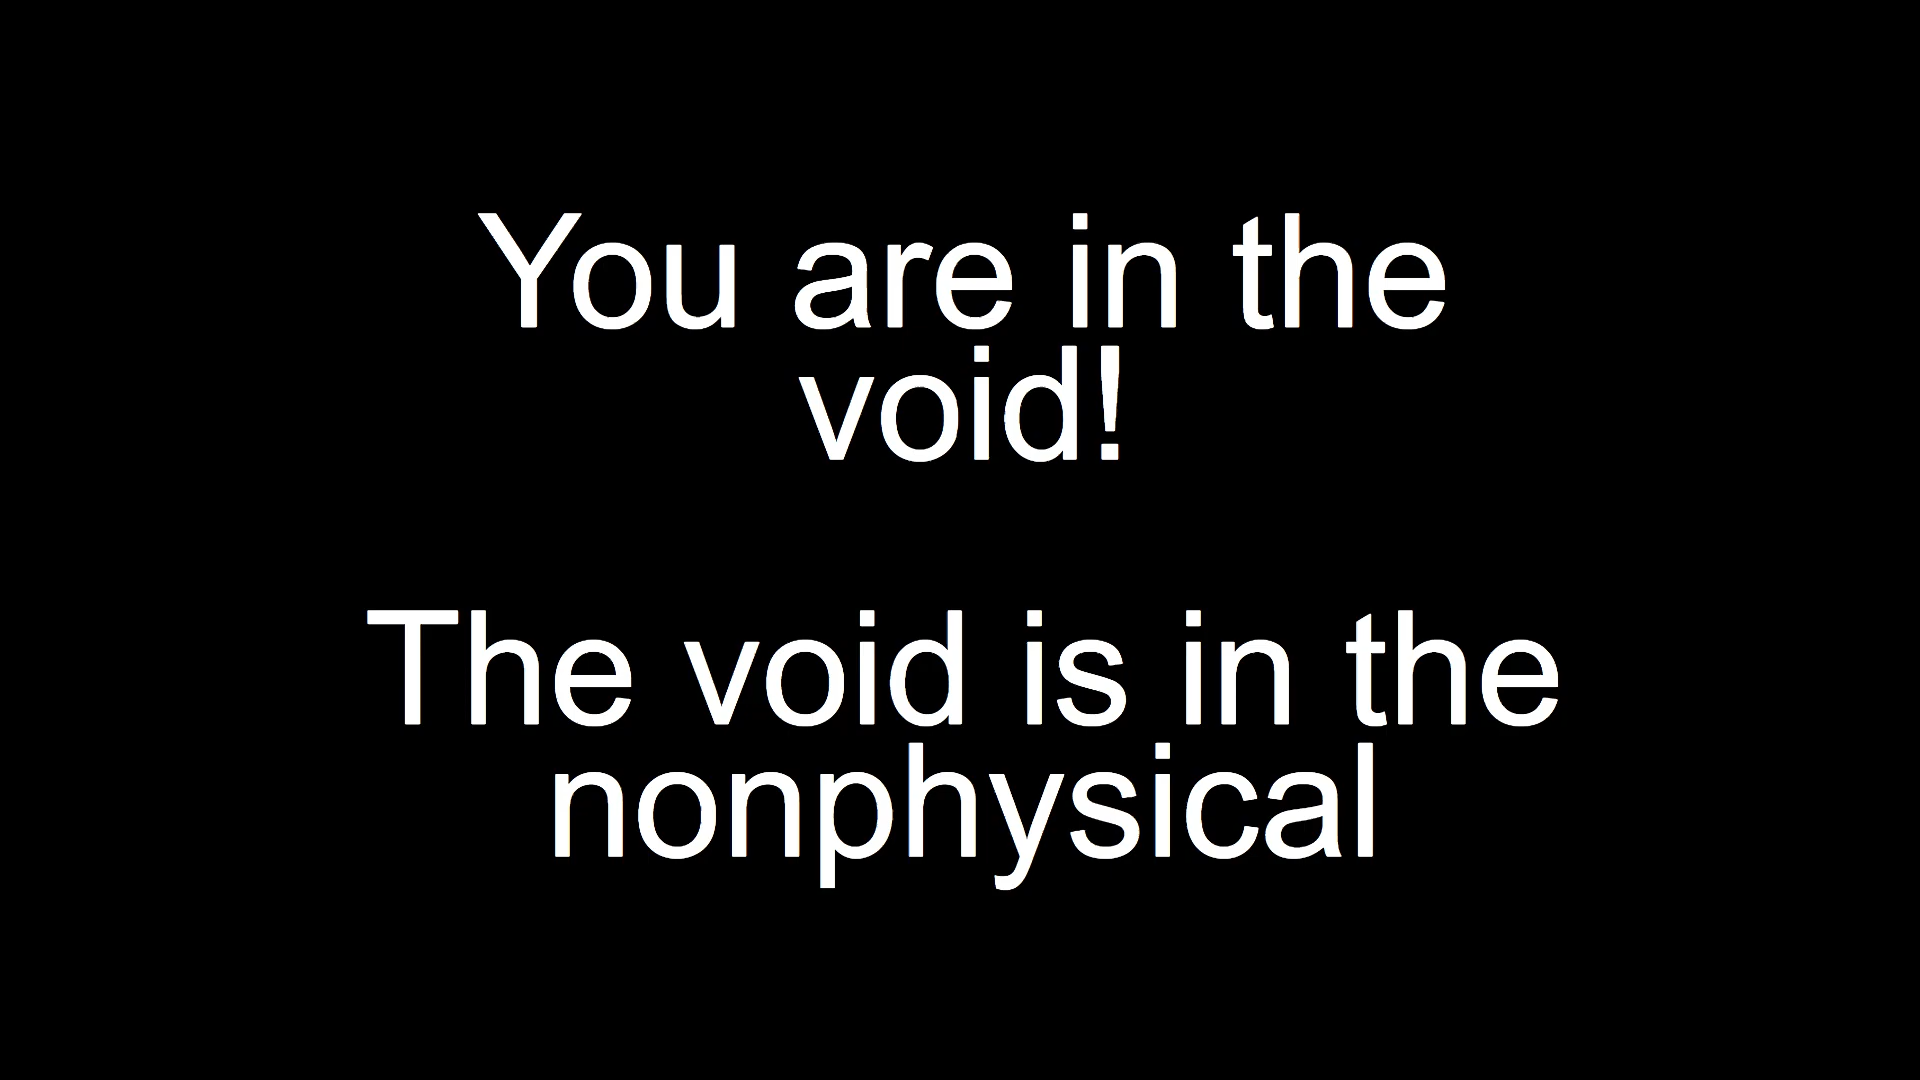 You are in the
void!
The void is in the
nonphysical